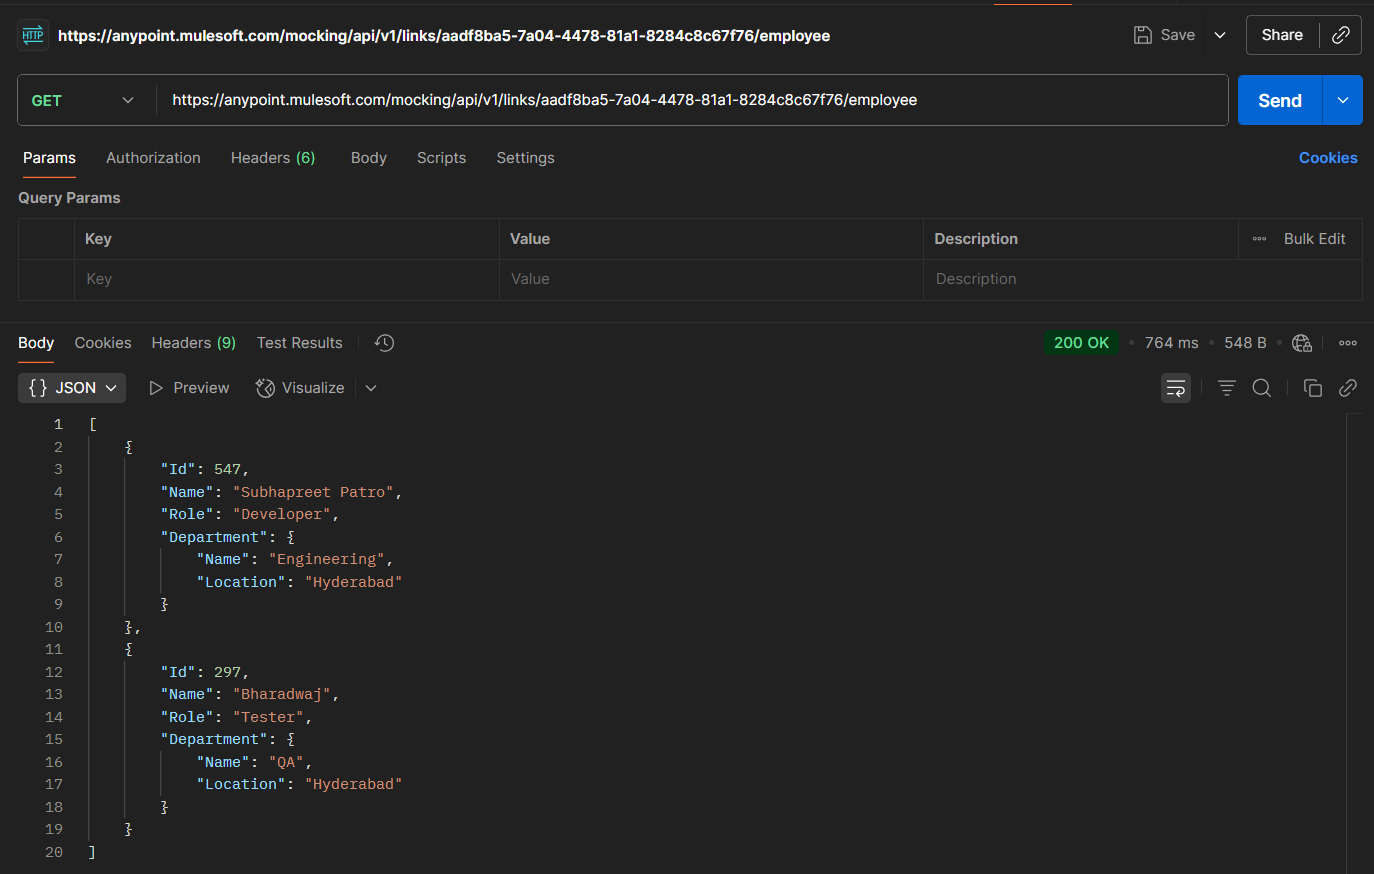 HTTP https://anypoint.mulesoft.com/mocking/api/v1/links/aadf8ba5-7a04-4478-81a1-8284c8c67f76/employee Save Share
GET https://anypoint.mulesoft.com/mocking/api/v1/links/aadf8ba5-7a04-4478-81a1-8284c8c67f76/employee Send
Params Authorization Headers (6) Body Scripts Settings Cookies
Query Params
Key Value Description Bulk Edit
Key Value Description
Body Cookies Headers (9) Test Results 200 OK • 764 ms • 548 B •
{} JSON Preview Visualize
1 [
2 {
3 "Id": 547,
4 "Name": "Subhapreet Patro",
5 "Role": "Developer",
6 "Department": {
7 "Name": "Engineering",
8 "Location": "Hyderabad"
9 }
10 },
11 {
12 "Id": 297,
13 "Name": "Bharadwaj",
14 "Role": "Tester",
15 "Department": {
16 "Name": "QA",
17 "Location": "Hyderabad"
18 }
19 }
20 ]